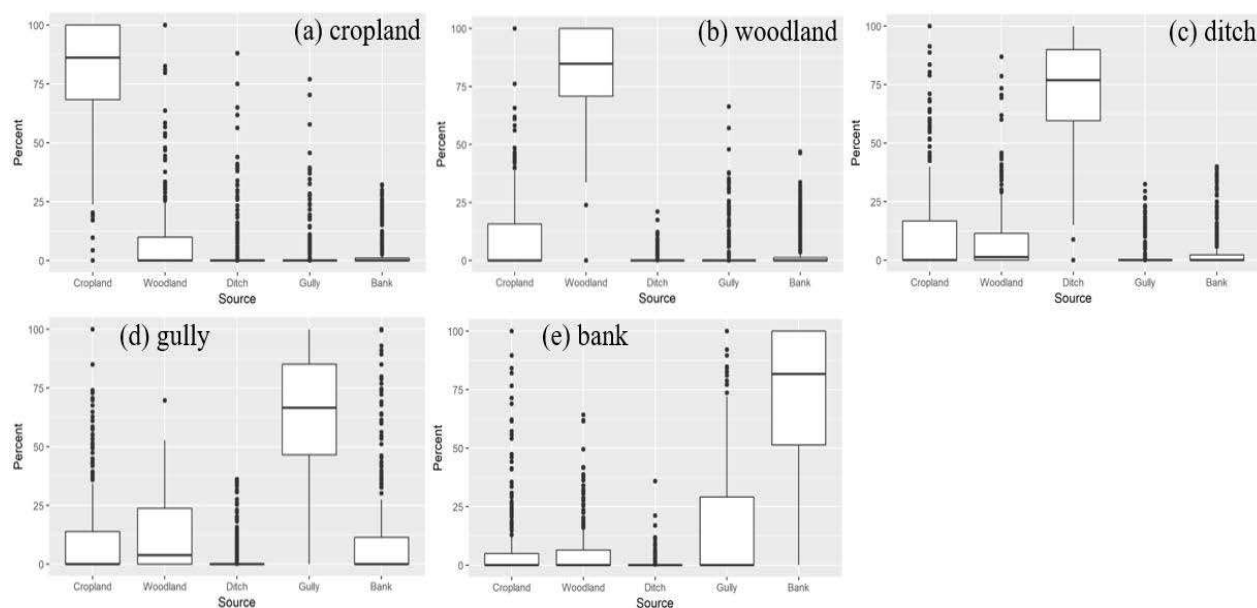 (a) cropland
100
75
50
25
0
Percent
Cropland Woodland Ditch Gully Bank
Source
(b) woodland
100
75
50
25
0
Percent
Cropland Woodland Ditch Gully Bank
Source
(c) ditch
100
75
50
25
0
Percent
Cropland Woodland Ditch Gully Bank
Source
(d) gully
100
75
50
25
0
Percent
Cropland Woodland Ditch Gully Bank
Source
(e) bank
100
75
50
25
0
Percent
Cropland Woodland Ditch Gully Bank
Source